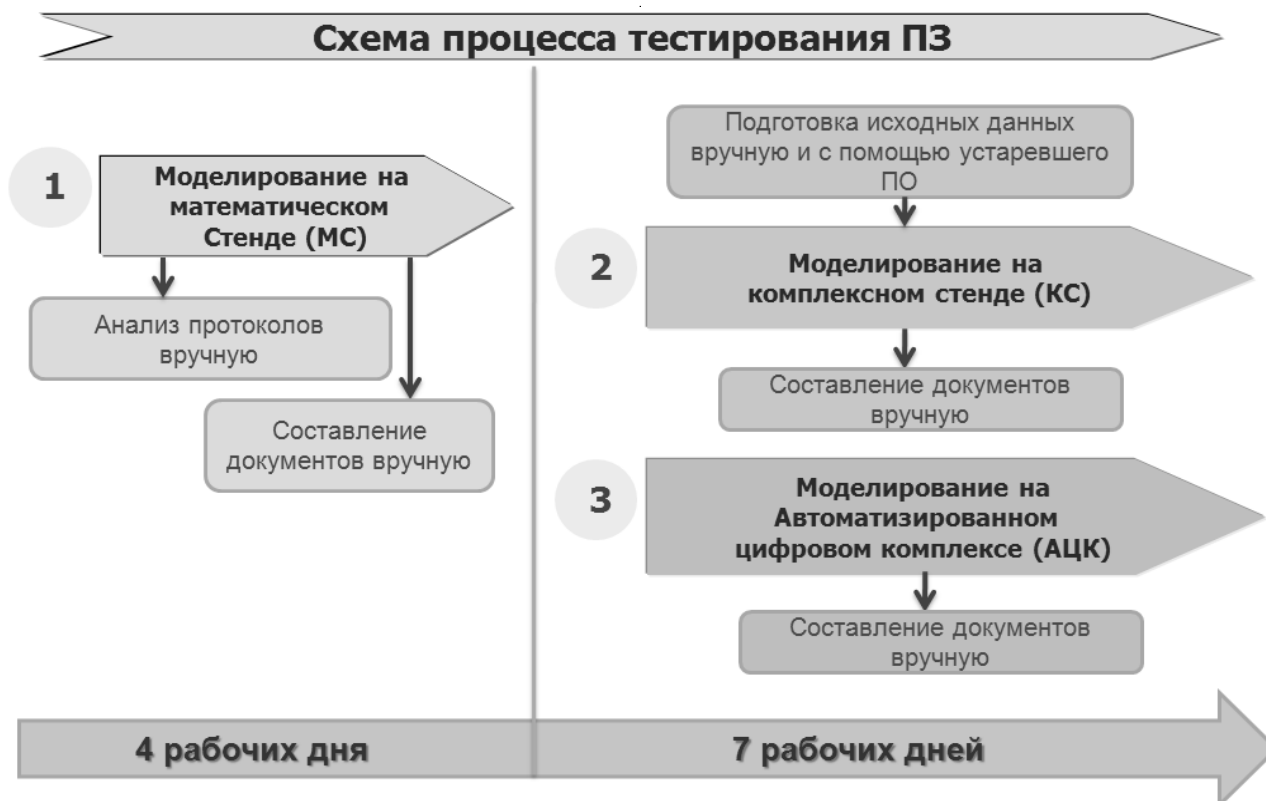 Схема процесса тестирования ПЗ
1
Моделирование на
математическом
Стенде (МС)
Анализ протоколов
вручную
Составление
документов вручную
Подготовка исходных данных
вручную и с помощью устаревшего
ПО
2
Моделирование на
комплексном стенде (КС)
Составление документов
вручную
3
Моделирование на
Автоматизированном
цифровом комплексе (АЦК)
Составление документов
вручную
4 рабочих дня
7 рабочих дней